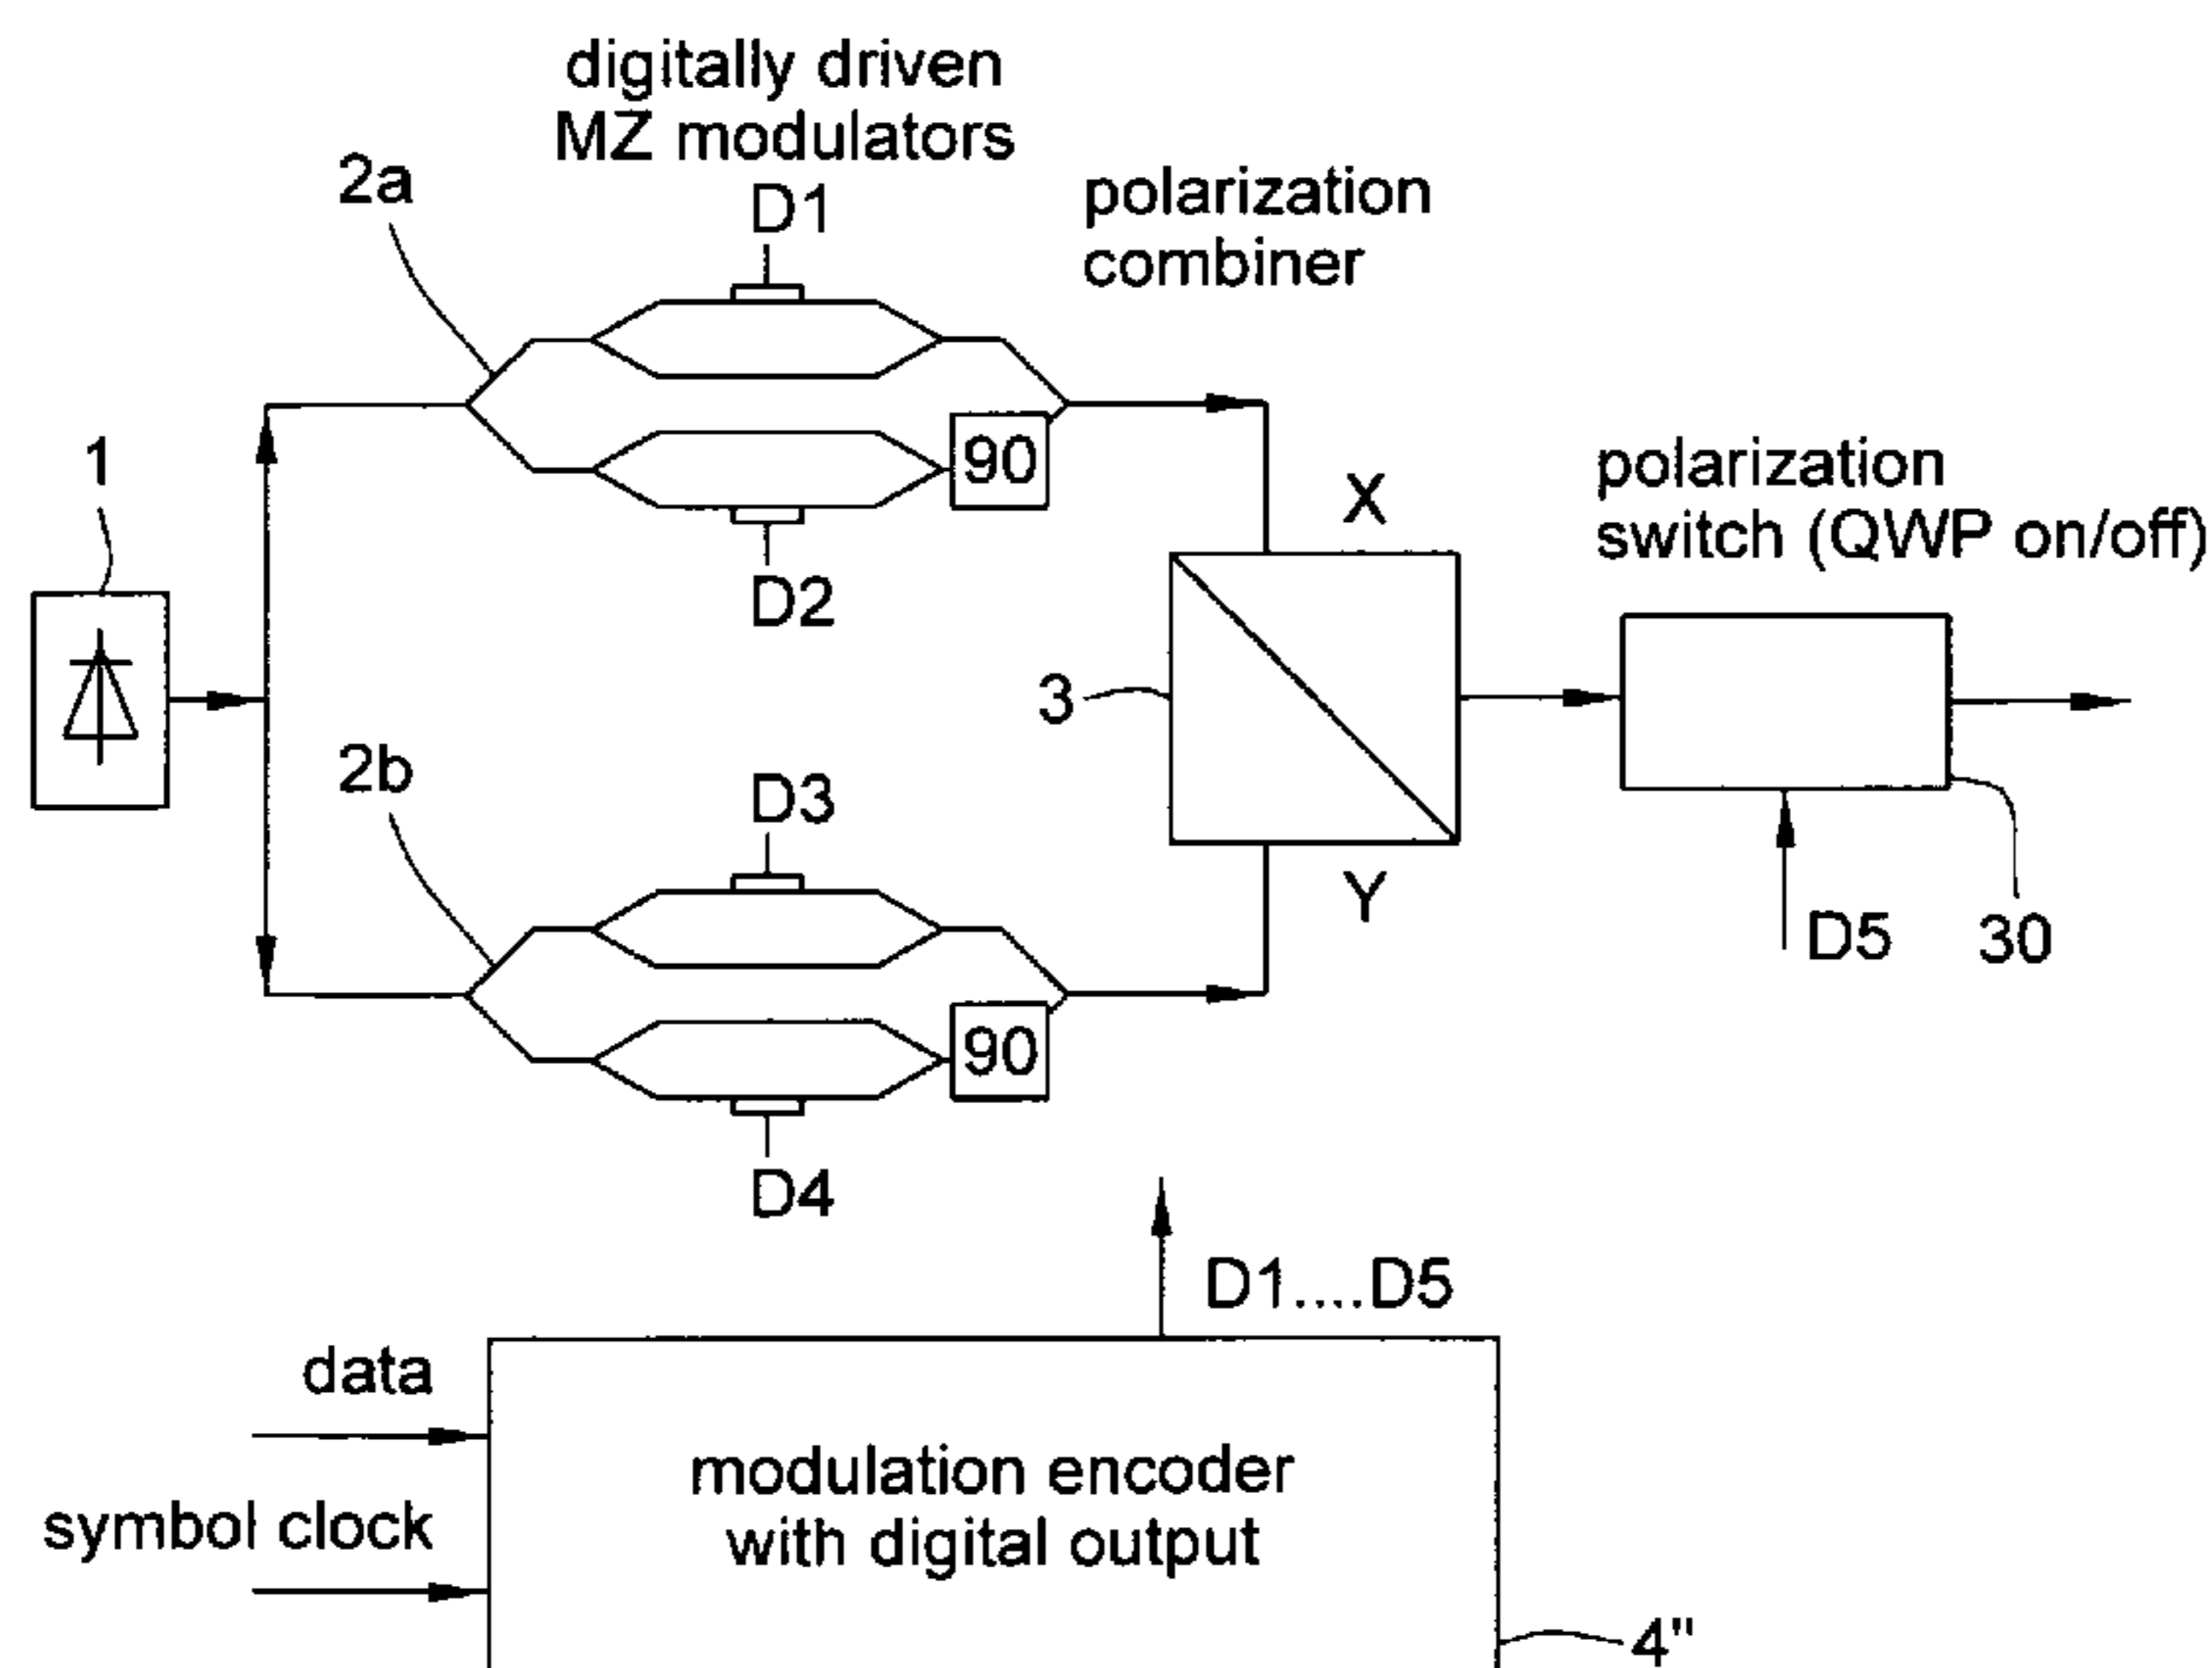 digitally driven
MZ modulators
2a
D1
polarization
combiner
1
90
D2
X
polarization
switch (QWP on/off)
3
2b
D3
Y
D5
30
90
D4
D1....D5
data
modulation encoder
with digital output
symbol clock
4"